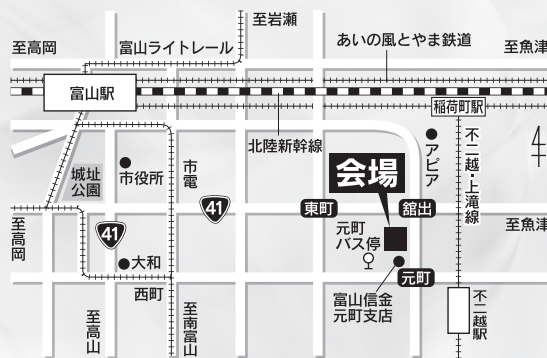 至岩瀬
至高岡
富山ライトレール
あいの風とやま鉄道
至魚津
富山駅
稲荷町駅
北陸新幹線
アピア
不二越・上滝線
城址
公園
市役所
市電
会場
41
東町
舘出
至高岡
41
元町
バス停
至魚津
大和
元町
西町
富山信金
元町支店
不二越駅
至高山
至南富山